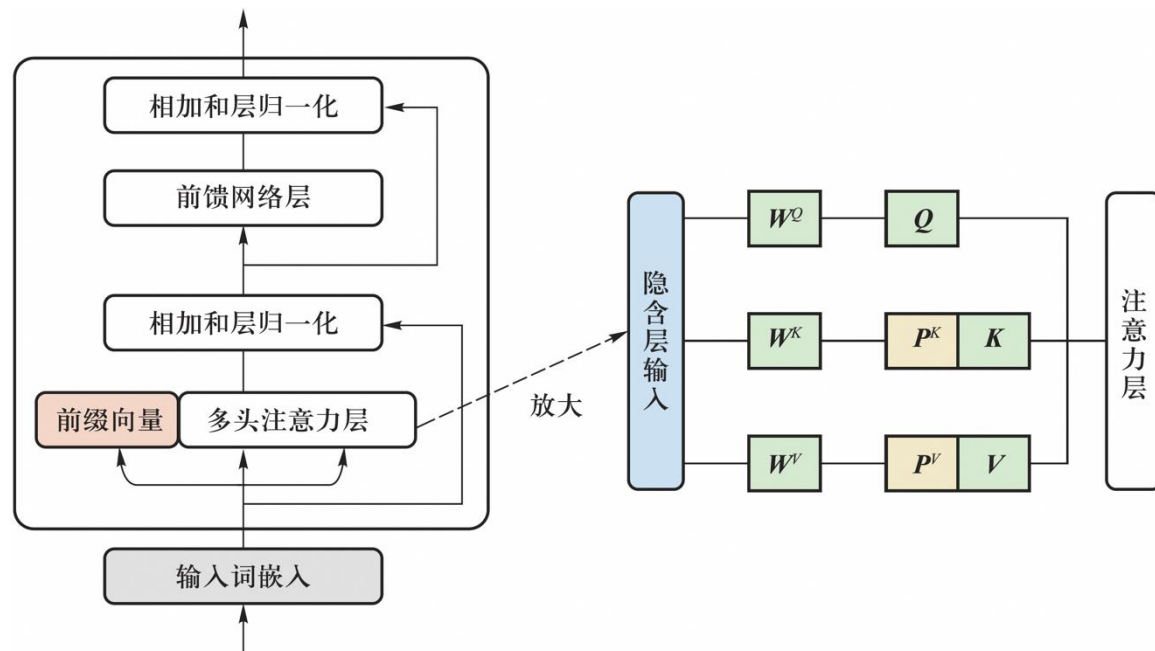 相加和层归一化
前馈网络层
相加和层归一化
前缀向量 多头注意力层
输入词嵌入
放大
隐含层输入
W^Q Q
W^K P^K K
W^V P^V V
注意力层